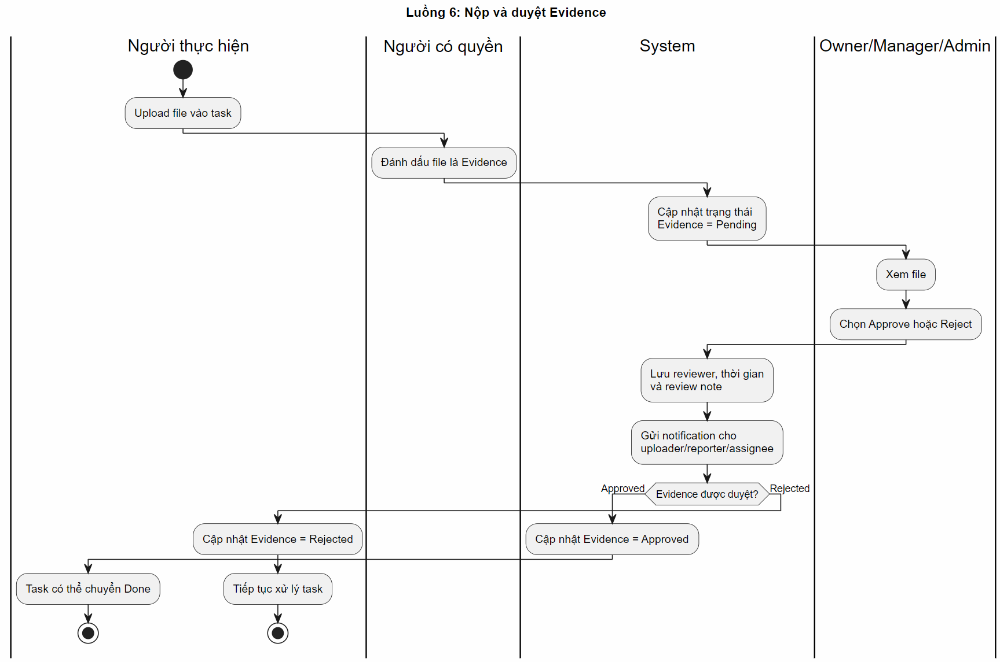 Luồng 6: Nộp và duyệt Evidence
Người thực hiện
Người có quyền
System
Owner/Manager/Admin
Upload file vào task
Đánh dấu file là Evidence
Cập nhật trạng thái
Evidence = Pending
Xem file
Chọn Approve hoặc Reject
Lưu reviewer, thời gian
và review note
Gửi notification cho
uploader/reporter/assignee
Approved
Evidence được duyệt?
Rejected
Cập nhật Evidence = Rejected
Cập nhật Evidence = Approved
Task có thể chuyển Done
Tiếp tục xử lý task